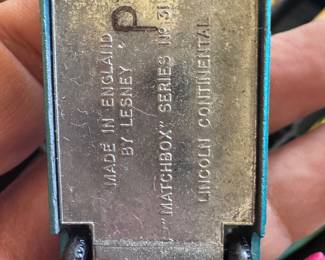 P
MADE IN ENGLAND
BY LESNEY
"MATCHBOX" SERIES Nº 31
LINCOLN CONTINENTAL